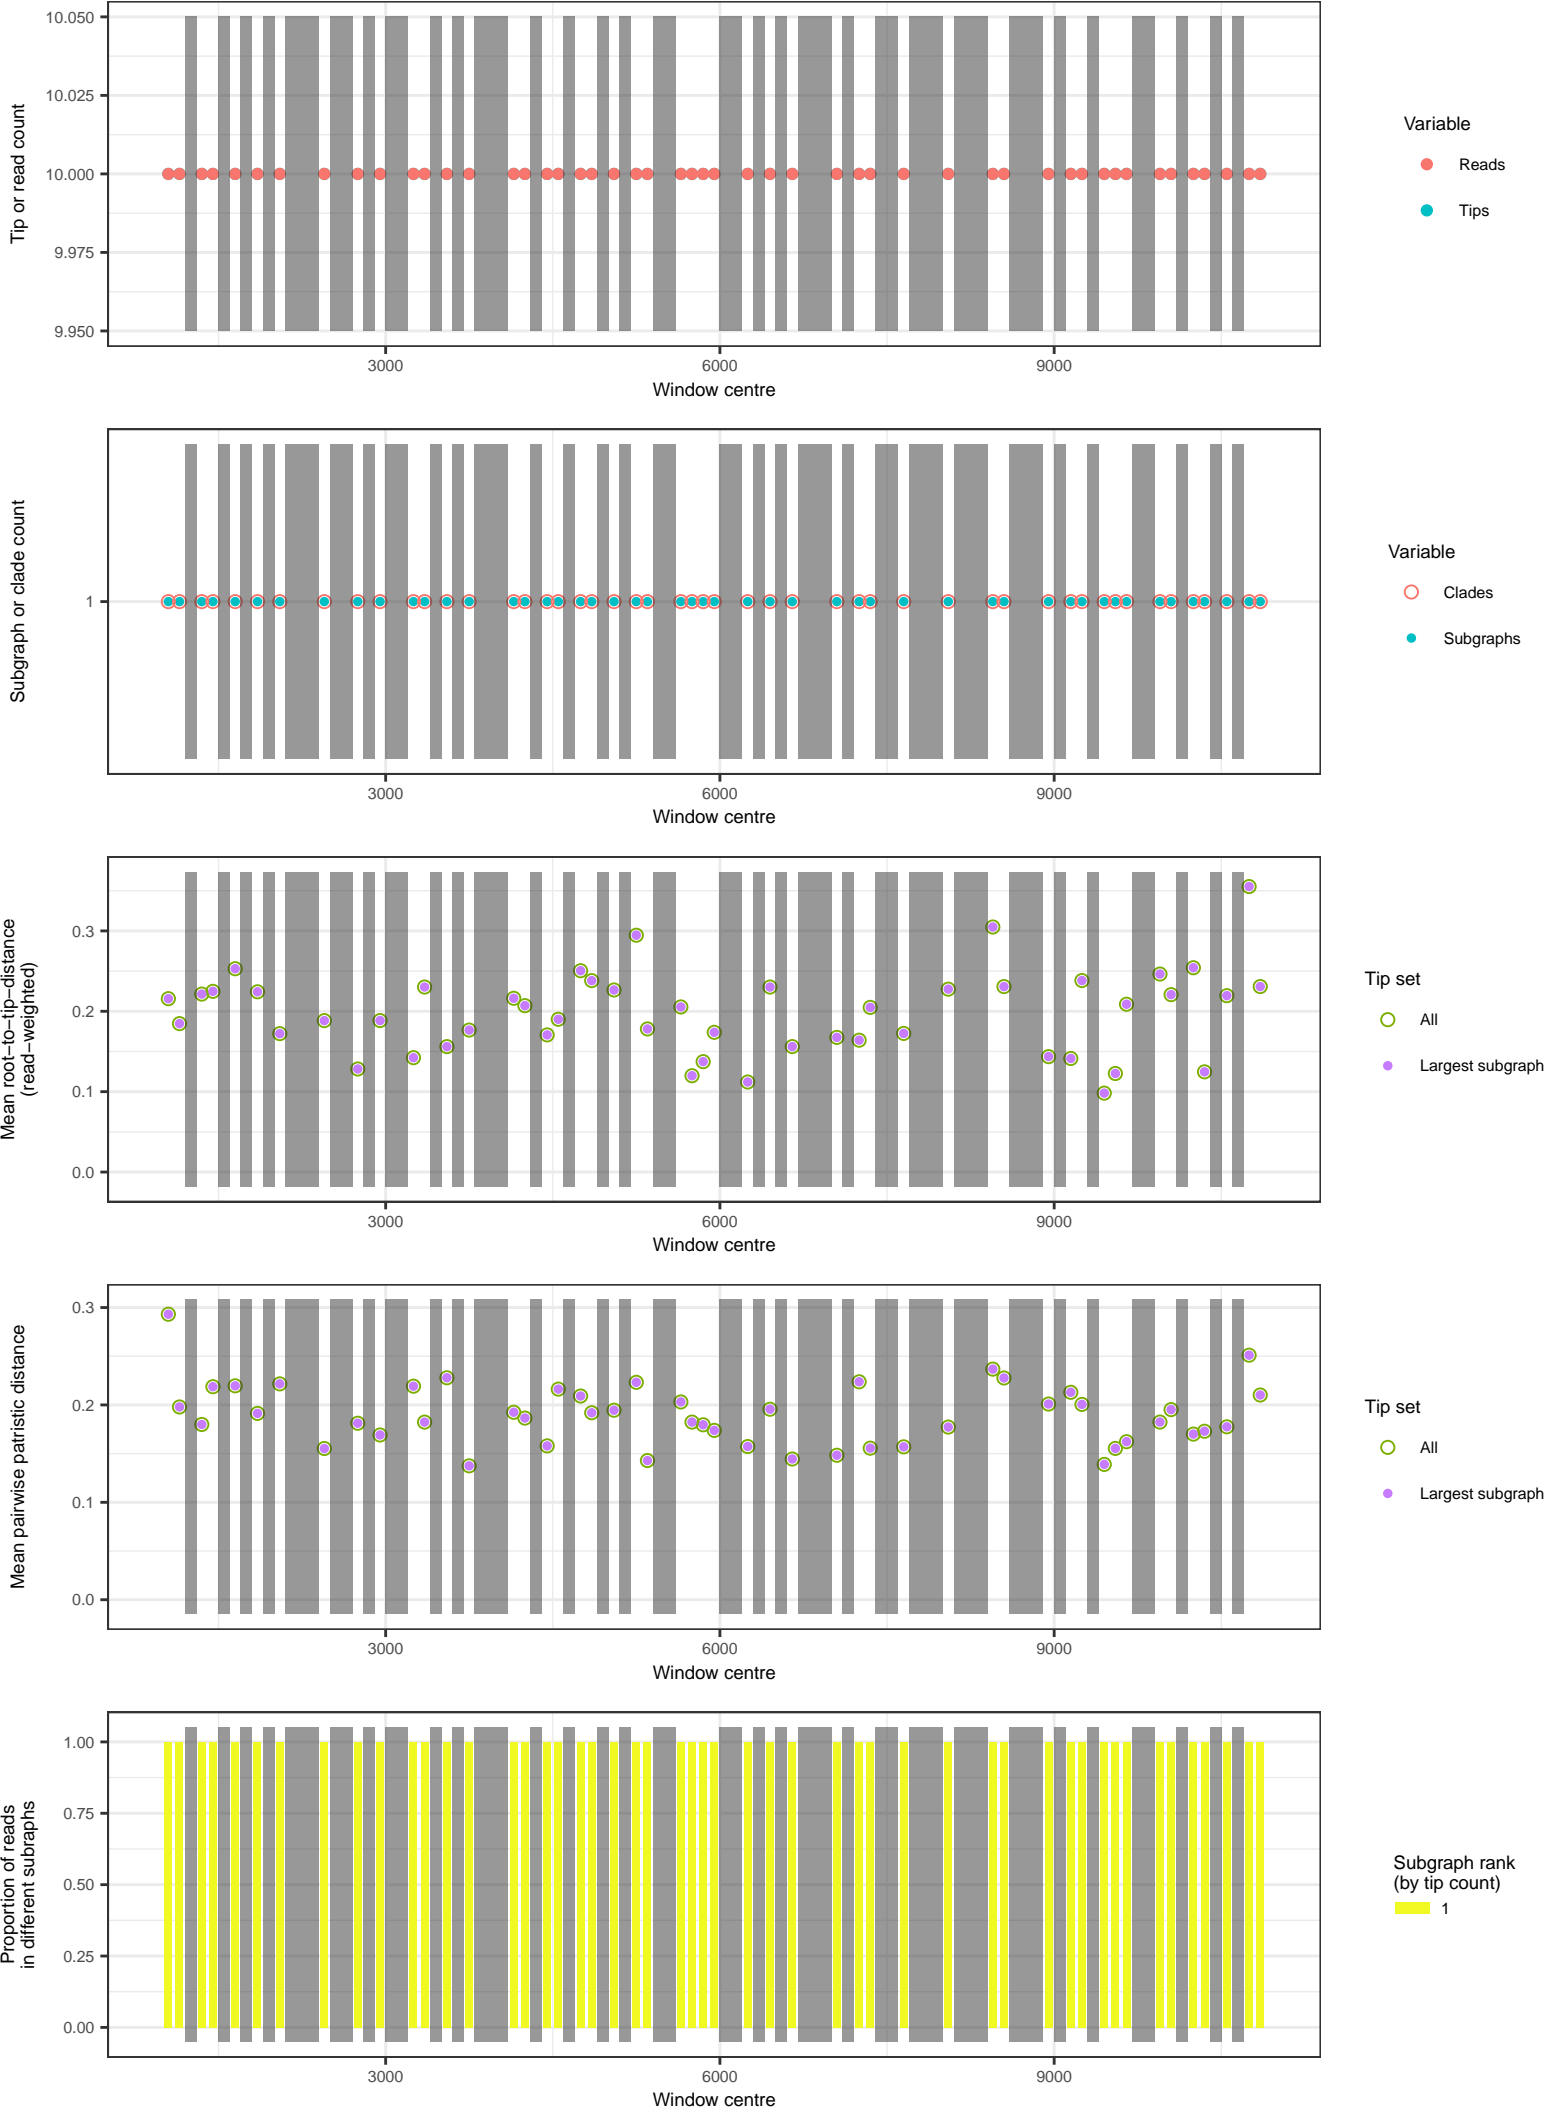 10.050
10.025
10.000
9.975
9.950
Tip or read count
3000
6000
9000
Window centre
Variable
Reads
Tips
1
Subgraph or clade count
3000
6000
9000
Window centre
Variable
Clades
Subgraphs
0.3
0.2
0.1
0.0
Mean root−to−tip−distance
(read−weighted)
3000
6000
9000
Window centre
Tip set
All
Largest subgraph
0.3
0.2
0.1
0.0
Mean pairwise patristic distance
3000
6000
9000
Window centre
Tip set
All
Largest subgraph
1.00
0.75
0.50
0.25
0.00
Proportion of reads
in different subraphs
3000
6000
9000
Window centre
Subgraph rank
(by tip count)
1